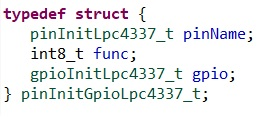 typedef struct {
    pinInitLpc4337_t pinName;
    int8_t func;
    gpioInitLpc4337_t gpio;
} pinInitGpioLpc4337_t;